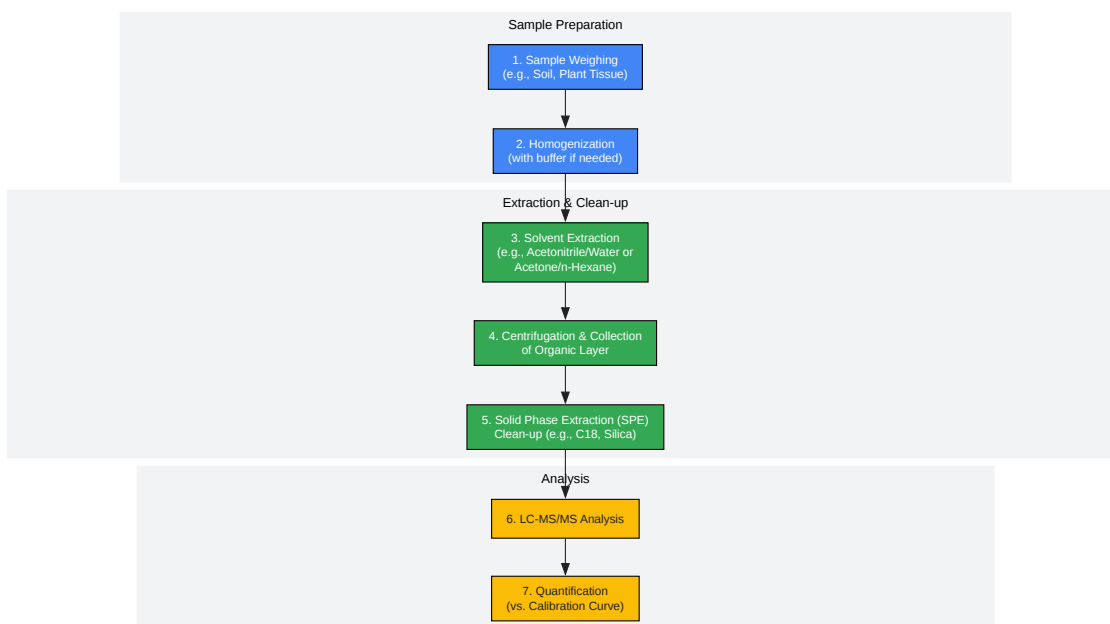 Sample Preparation
1. Sample Weighing
(e.g., Soil, Plant Tissue)
2. Homogenization
(with buffer if needed)
Extraction & Clean-up
3. Solvent Extraction
(e.g., Acetonitrile/Water or
Acetone/n-Hexane)
4. Centrifugation & Collection
of Organic Layer
5. Solid Phase Extraction (SPE)
Clean-up (e.g., C18, Silica)
Analysis
6. LC-MS/MS Analysis
7. Quantification
(vs. Calibration Curve)